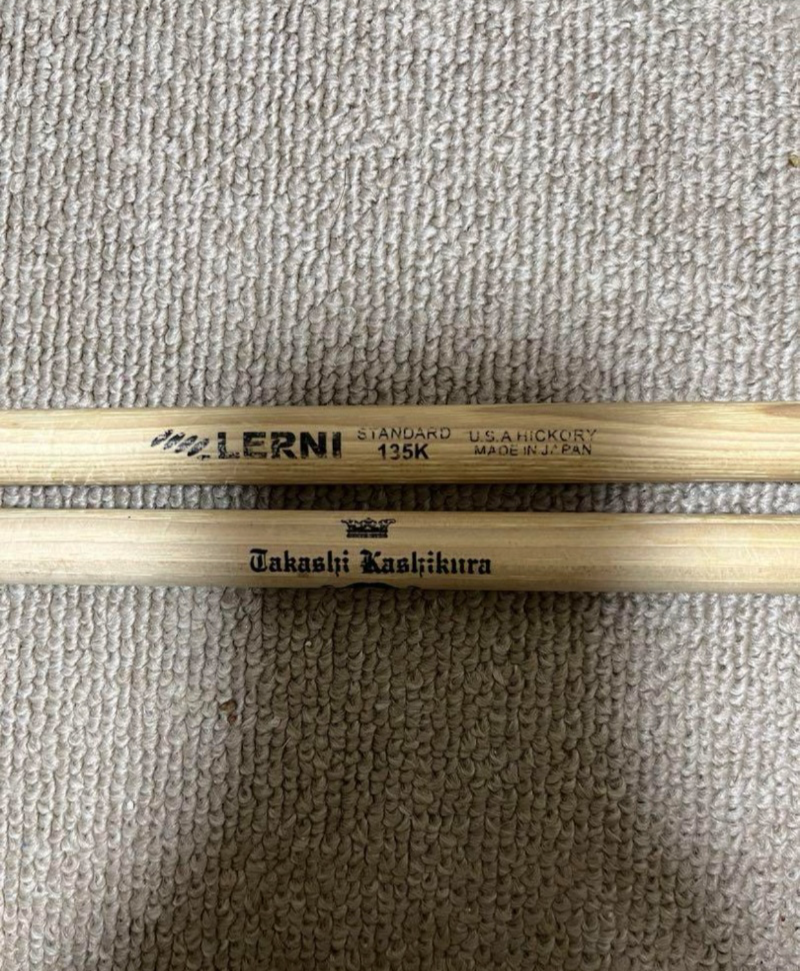 LERNI STANDARD U.S.A HICKORY
135K MADE IN JAPAN
Takashi Kashikura